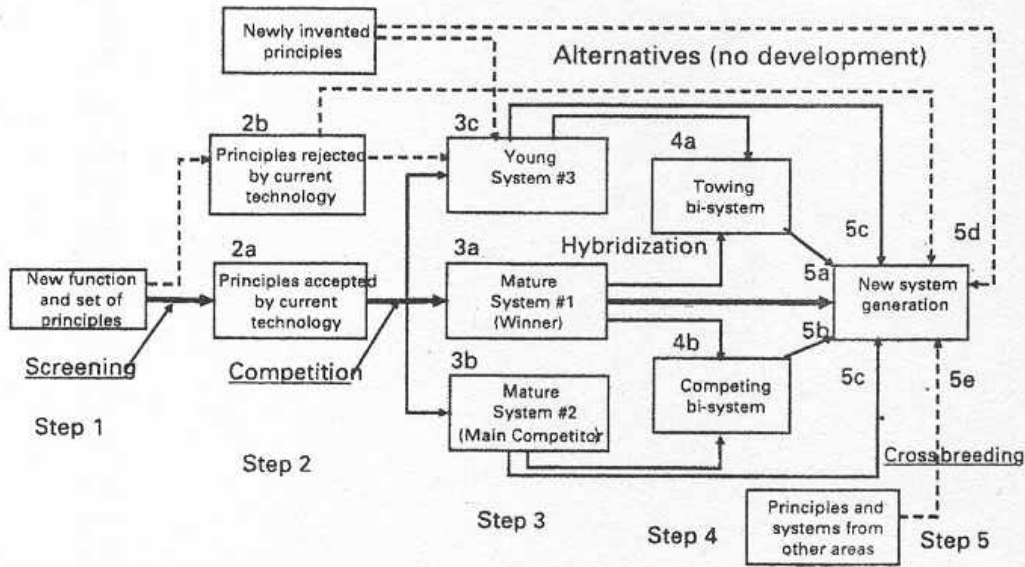 Newly invented
principles
Alternatives (no development)
2b
Principles rejected
by current
technology
3c
Young
System #3
4a
Towing
bi-system
5c
5d
Hybridization
2a
Principles accepted
by current
technology
3a
Mature
System #1
(Winner)
5a
New system
generation
New function
and set of
principles
Screening
Competition
3b
Mature
System #2
(Main Competitor
4b
Competing
bi-system
5b
5c
5e
Step 1
Step 2
Crossbreeding
Step 3
Step 4
Principles and
systems from
other areas
Step 5